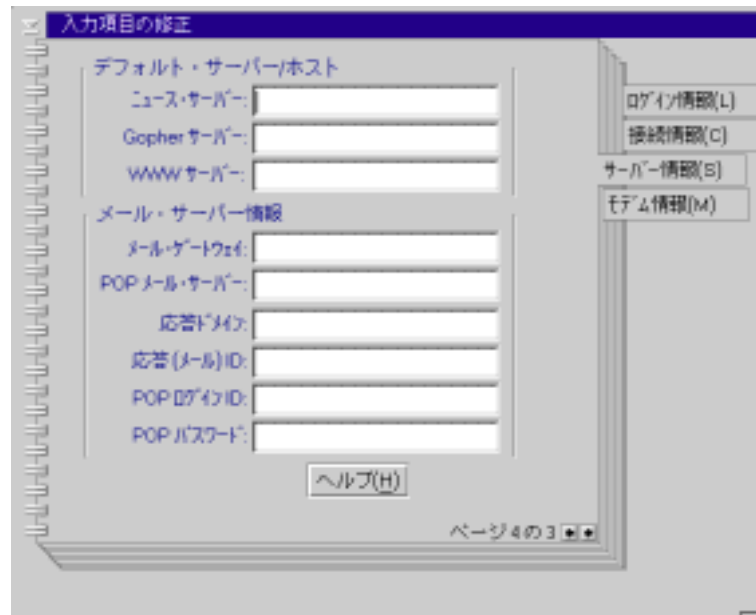 入力項目の修正
デフォルト・サーバー/ホスト
ニュース・サーバー:
Gopher サーバー:
WWW サーバー:
メール・サーバー情報
メール・ゲートウェイ:
POP メール・サーバー:
応答ドメイン:
応答 (メール) ID:
POP ログイン ID:
POP パスワード:
ヘルプ(H)
ページ 4 の 3
ログイン情報(L)
接続情報(C)
サーバー情報(S)
モデム情報(M)